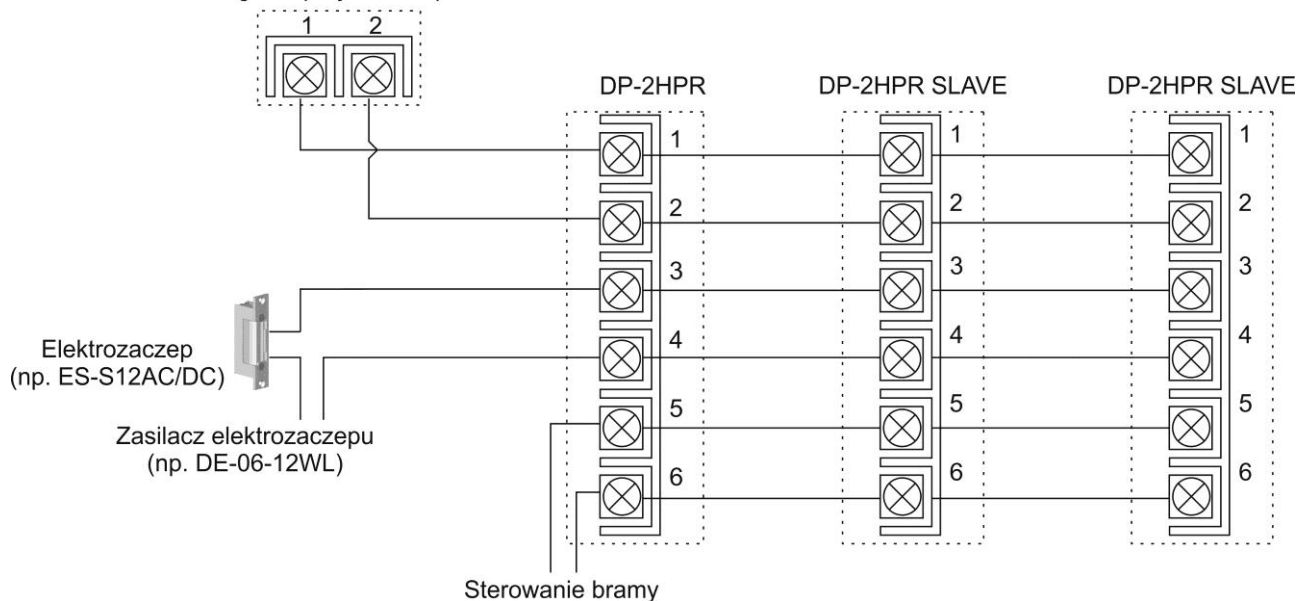 1 2
DP-2HPR
DP-2HPR SLAVE
DP-2HPR SLAVE
1 1 1
2 2 2
3 3 3
4 4 4
5 5 5
6 6 6
Elektrozaczep
(np. ES-S12AC/DC)
Zasilacz elektrozaczepu
(np. DE-06-12WL)
Sterowanie bramy